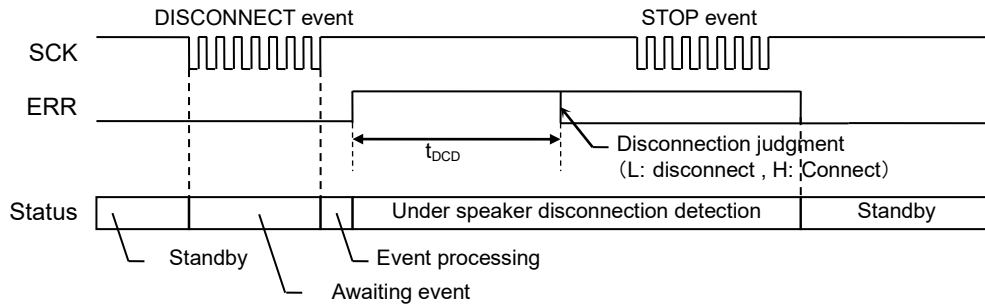 DISCONNECT event
STOP event
SCK
ERR
tDCD
Disconnection judgment
（L: disconnect , H: Connect）
Status
Under speaker disconnection detection
Standby
Standby
Event processing
Awaiting event